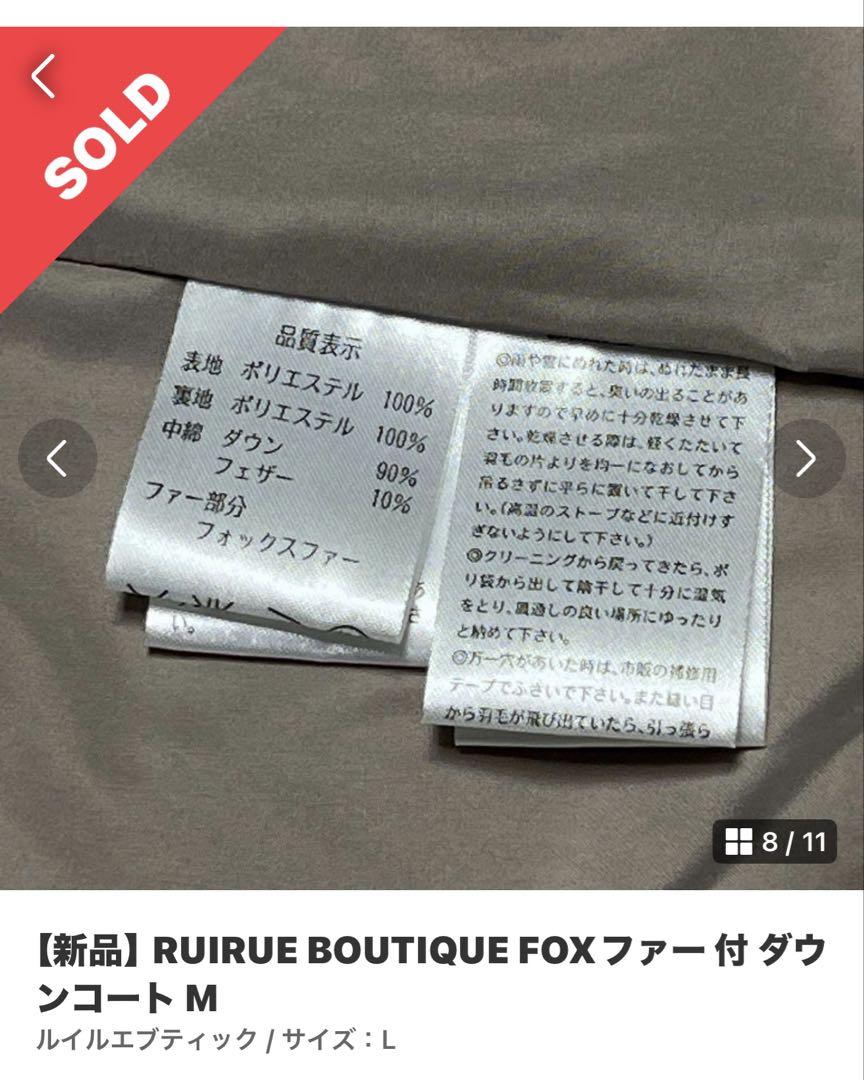 SOLD
品質表示
表地 ポリエステル 100%
裏地 ポリエステル 100%
中綿 ダウン 90%
フェザー 10%
ファー部分
フォックスファー
い。
◎雨や雪にぬれた時は、ぬれたまま長
時間放置すると、臭いの出ることがあ
りますので早めに十分乾燥させて下
さい。乾燥させる際は、軽くたたいて
羽毛の片よりを均一になおしてから
吊るさずに平らに置いて干して下さ
い。(高温のストーブなどに近付けす
ぎないようにして下さい。)
◎クリーニングから戻ってきたら、ポ
リ袋から出して陰干して十分に湿気
をとり、風通しの良い場所にゆったり
と納めて下さい。
◎万一穴があいた時は、市販の補修用
テープでふさいで下さい。また縫い目
から羽毛が飛び出ていたら、引っ張ら
8 / 11
【新品】RUIRUE BOUTIQUE FOXファー 付 ダウ
ンコート M
ルイルエブティック / サイズ：L